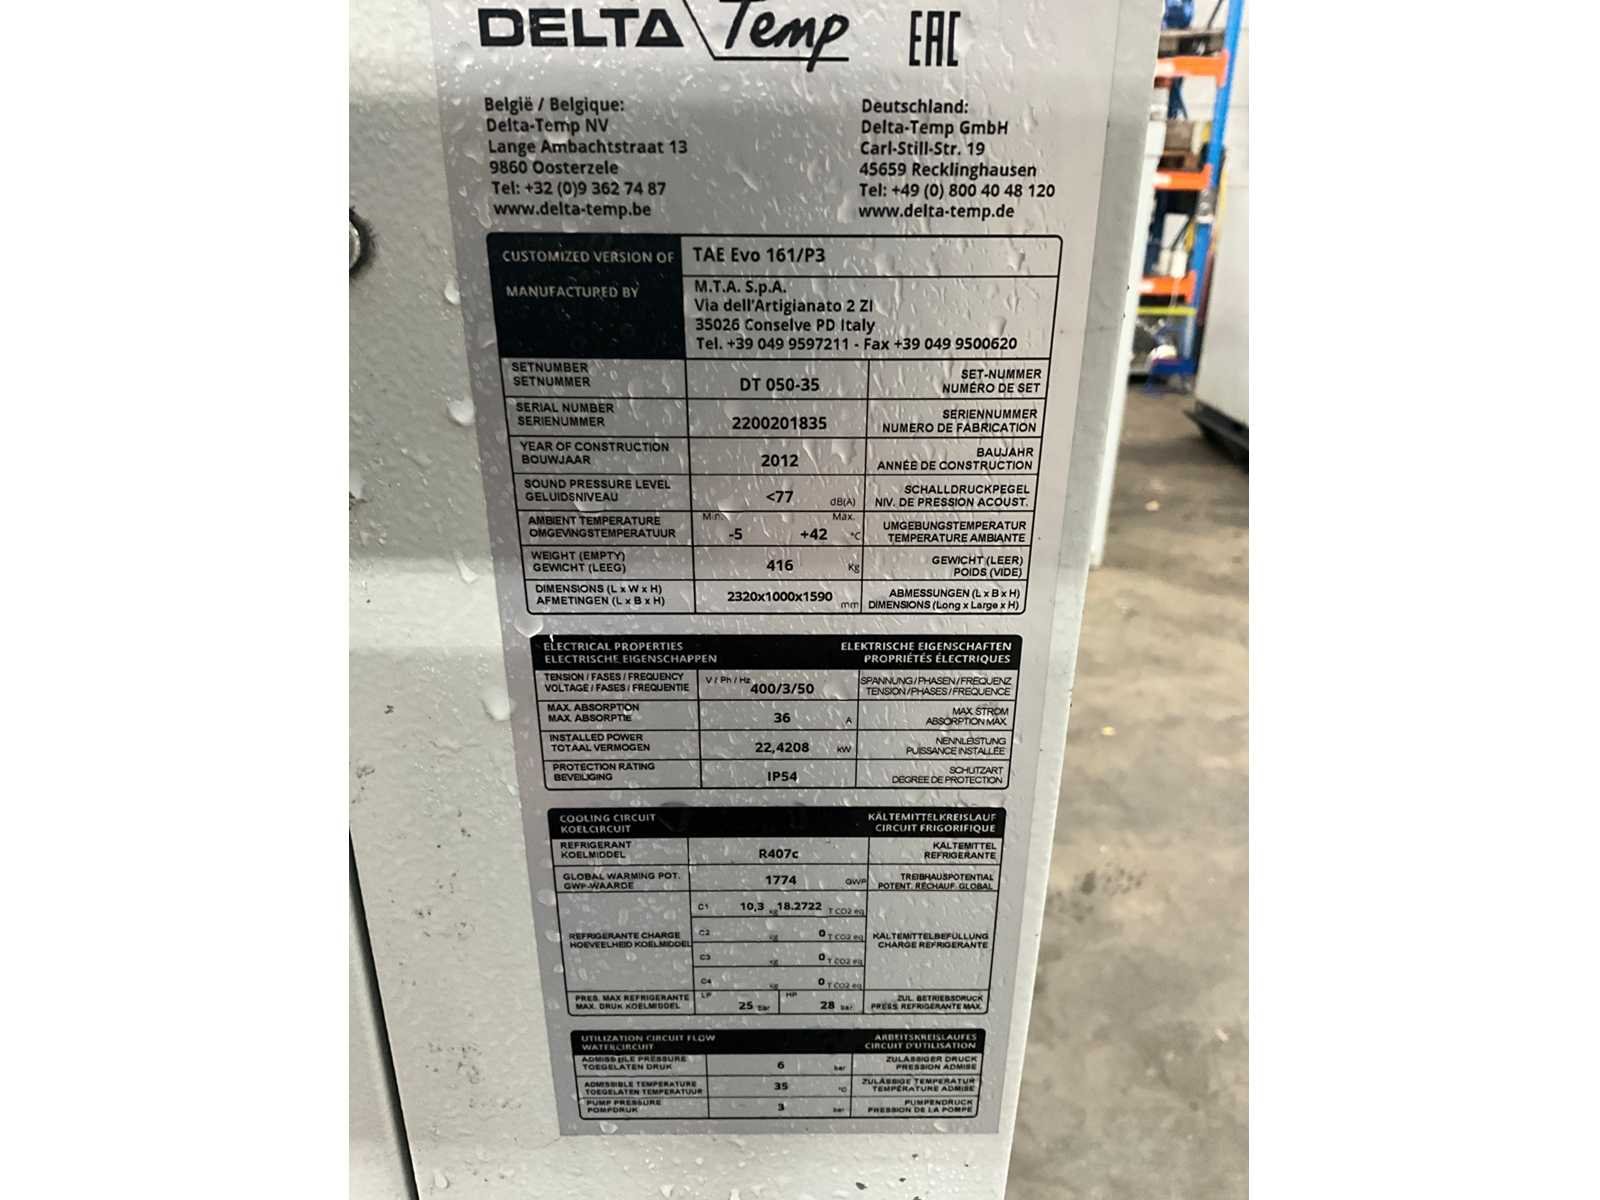 DELTA Temp EAC
België / Belgique:
Delta-Temp NV
Lange Ambachtstraat 13
9860 Oosterzele
Tel: +32 (0)9 362 74 87
www.delta-temp.be
Deutschland:
Delta-Temp GmbH
Carl-Still-Str. 19
45659 Recklinghausen
Tel: +49 (0) 800 40 48 120
www.delta-temp.de
CUSTOMIZED VERSION OF TAE Evo 161/P3
MANUFACTURED BY M.T.A. S.p.A.
Via dell'Artigianato 2 ZI
35026 Conselve PD Italy
Tel. +39 049 9597211 - Fax +39 049 9500620
SETNUMBER
SETNUMMER
DT 050-35
SET-NUMMER
NUMÉRO DE SET
SERIAL NUMBER
SERIENUMMER
2200201835
SERIENNUMMER
NUMERO DE FABRICATION
YEAR OF CONSTRUCTION
BOUWJAAR
2012
BAUJAHR
ANNÉE DE CONSTRUCTION
SOUND PRESSURE LEVEL
GELUIDSNIVEAU
<77 dB(A)
SCHALLDRUCKPEGEL
NIV. DE PRESSION ACOUST.
AMBIENT TEMPERATURE
OMGEVINGSTEMPERATUUR
Min. Max.
-5 +42 °C
UMGEBUNGSTEMPERATUR
TEMPERATURE AMBIANTE
WEIGHT (EMPTY)
GEWICHT (LEEG)
416 Kg
GEWICHT (LEER)
POIDS (VIDE)
DIMENSIONS (L x W x H)
AFMETINGEN (L x B x H)
2320x1000x1590 mm
ABMESSUNGEN (L x B x H)
DIMENSIONS (Long x Large x H)
ELECTRICAL PROPERTIES
ELECTRISCHE EIGENSCHAPPEN
ELEKTRISCHE EIGENSCHAFTEN
PROPRIÉTÉS ÉLECTRIQUES
TENSION / FASES / FREQUENCY
VOLTAGE / FASES / FREQUENTIE
V / Ph / Hz
400/3/50
SPANNUNG / PHASEN / FREQUENZ
TENSION / PHASES / FREQUENCE
MAX. ABSORPTION
MAX. ABSORPTIE
36 A
MAX STROM
ABSORPTION MAX.
INSTALLED POWER
TOTAAL VERMOGEN
22,4208 kW
NENNLEISTUNG
PUISSANCE INSTALLÉE
PROTECTION RATING
BEVEILIGING
IP54
SCHUTZART
DEGREE DE PROTECTION
COOLING CIRCUIT
KOELCIRCUIT
KÄLTEMITTELKREISLAUF
CIRCUIT FRIGORIFIQUE
REFRIGERANT
KOELMIDDEL
R407c
KÄLTEMITTEL
REFRIGERANTE
GLOBAL WARMING POT.
GWP-WAARDE
1774 GWP
TREIBHAUSPOTENTIAL
POTENT. RÉCHAUF. GLOBAL
REFRIGERANTE CHARGE
HOEVEELHEID KOELMIDDEL
C1 10,3 kg 18.2722 T CO2 eq
C2 kg 0 T CO2 eq
C3 kg 0 T CO2 eq
C4 kg 0 T CO2 eq
KÄLTEMITTELBEFÜLLUNG
CHARGE REFRIGERANTE
PRES. MAX REFRIGERANTE
MAX. DRUK KOELMIDDEL
LP 25 bar HP 28 bar
ZUL. BETRIEBSDRUCK
PRESS. REFRIGERANTE MAX.
UTILIZATION CIRCUIT FLOW
WATERCIRCUIT
ARBEITSKREISLAUFES
CIRCUIT D'UTILISATION
ADMISSIBLE PRESSURE
TOEGELATEN DRUK
6 bar
ZULÄSSIGER DRUCK
PRESSION ADMISE
ADMISSIBLE TEMPERATURE
TOEGELATEN TEMPERATUUR
35 °C
ZULÄSSIGE TEMPERATUR
TEMPÉRATURE ADMISE
PUMP PRESSURE
POMPDRUK
3 bar
PUMPENDRUCK
PRESSION DE LA POMPE